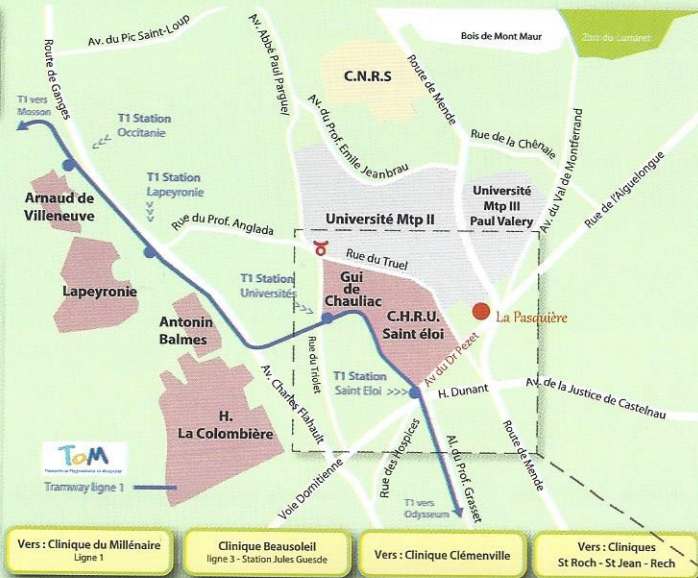 Av. du Pic Saint-Loup
Route de Ganges
Av. Abbé Paul Parguel
C.N.R.S
Bois de Mont Maur
Zoo du Lunaret
Route de Mende
T1 vers
Mosson
T1 Station
Occitanie
T1 Station
Lapeyronie
Av. du Prof. Emile Jeanbrau
Rue de la Chênaie
Av. du Val de Montferrand
Rue de l'Aiguelongue
Arnaud de
Villeneuve
Rue du Prof. Anglada
Université Mtp II
Université
Mtp III
Paul Valery
Lapeyronie
Rue du Truel
T1 Station
Universités
Gui
de
Chauliac
C.H.R.U.
Saint éloi
La Pasquière
Antonin
Balmes
Rue du Triolet
Av du Dr Pezet
T1 Station
Saint Eloi >>>
H. Dunant
Av. de la Justice de Castelnau
Av. Charles Flahault
H.
La Colombière
Rue des Hospices
Al. du Prof. Grasset
Route de Mende
Voie Domitienne
T1 vers
Odysseum
TaM
Tramway ligne 1
Vers : Clinique du Millénaire
Ligne 1
Clinique Beausoleil
ligne 3 - Station Jules Guesde
Vers : Clinique Clémenville
Vers : Cliniques
St Roch - St Jean - Rech